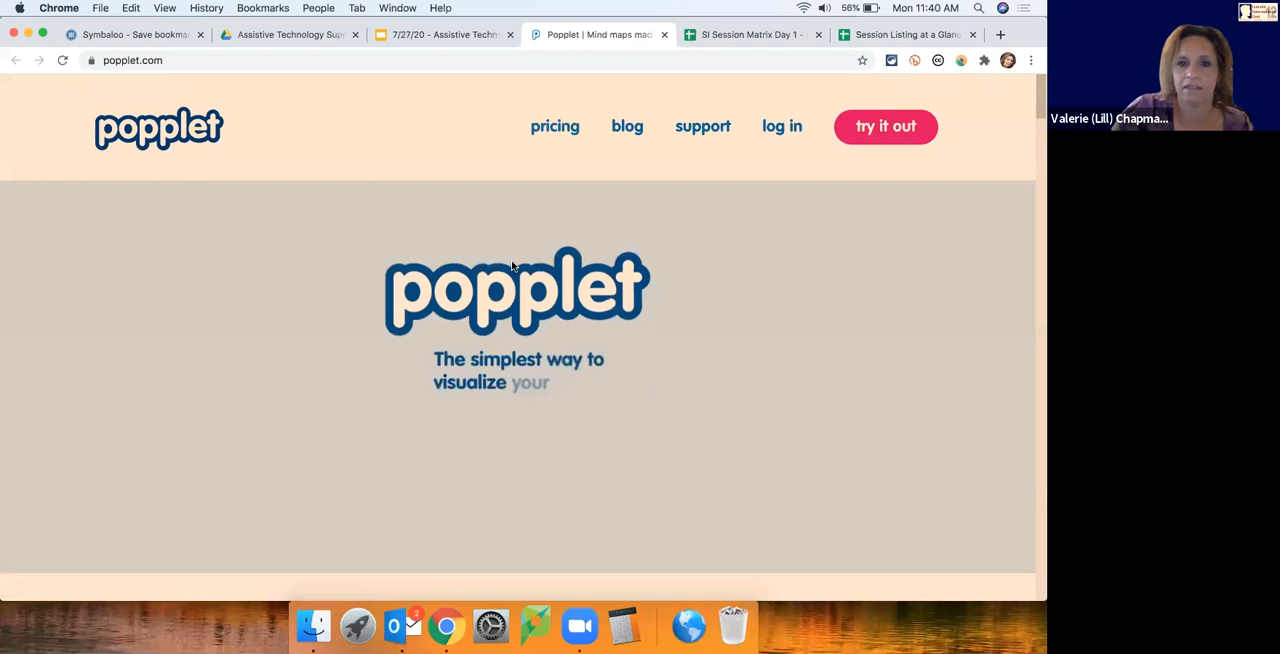 Chrome File Edit View History Bookmarks People Tab Window Help 56% Mon 11:40 AM
Symbaloo - Save bookma
Assistive Technology Sup
7/27/20 - Assistive Techn
Popplet | Mind maps mad
SI Session Matrix Day 1 -
Session Listing at a Glanc
popplet.com
popplet
pricing blog support log in try it out
popplet
The simplest way to
visualize your
2
Valerie (Lill) Chapma...